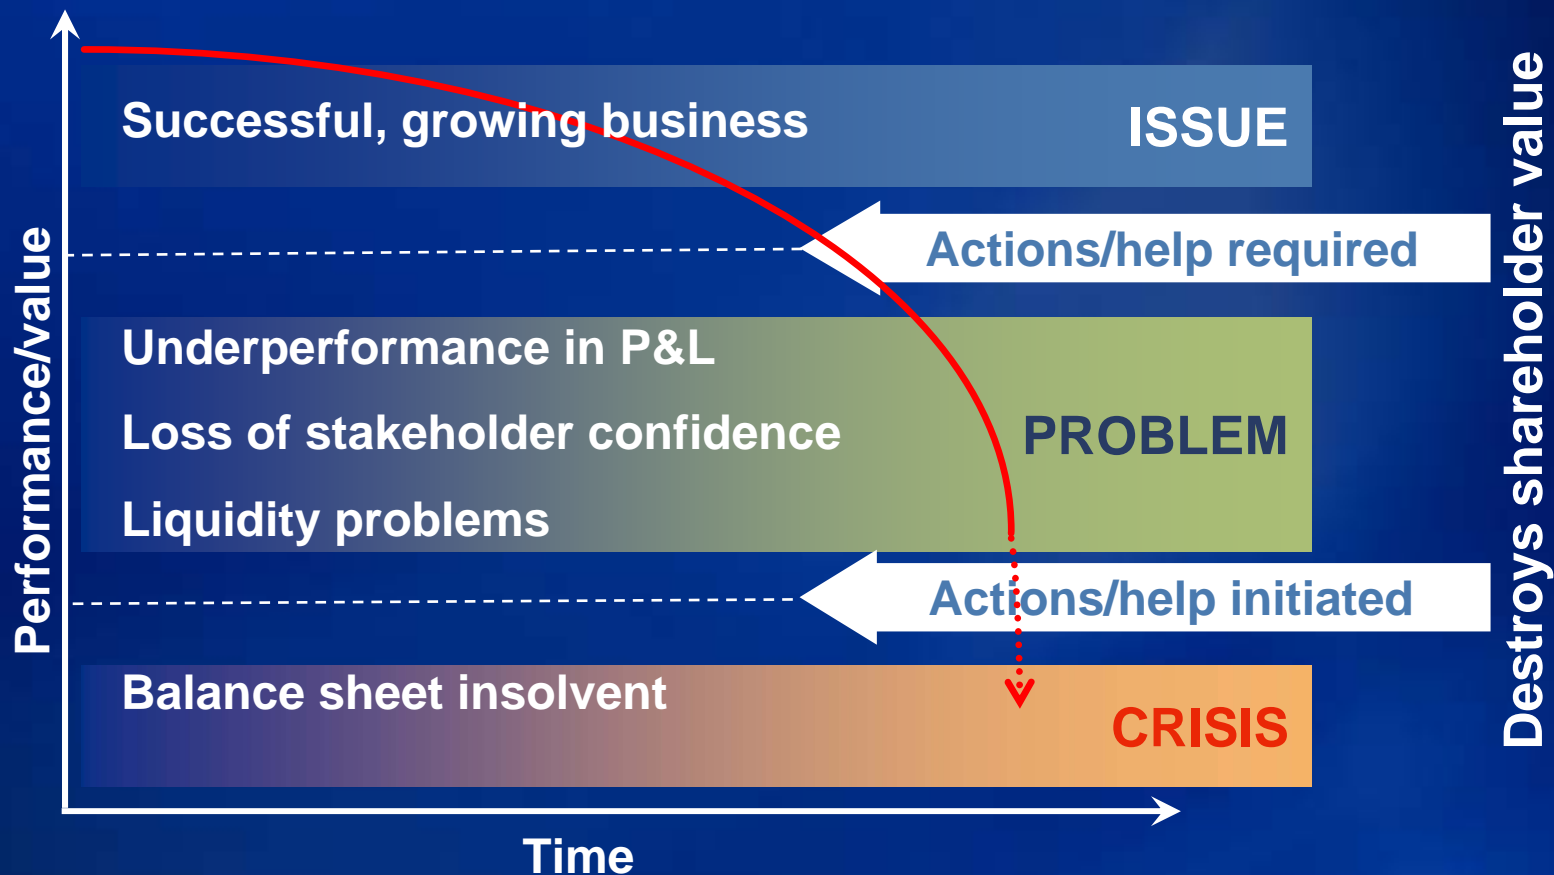 Successful, growing business
ISSUE
Actions/help required
Underperformance in P&L
Loss of stakeholder confidence
PROBLEM
Liquidity problems
Actions/help initiated
Balance sheet insolvent
CRISIS
Performance/value
Time
Destroys shareholder value